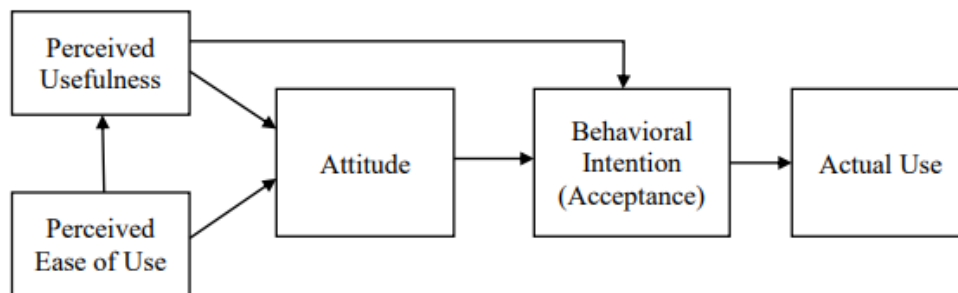 Perceived
Usefulness
Perceived
Ease of Use
Attitude
Behavioral
Intention
(Acceptance)
Actual Use